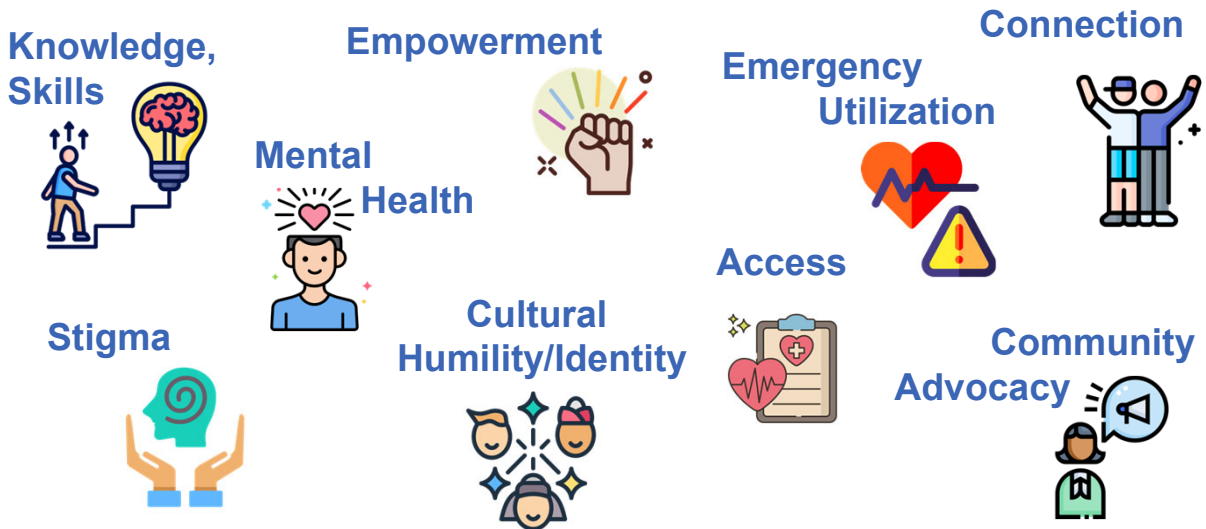 Knowledge,
Skills
Empowerment
Mental
Health
Emergency
Utilization
Connection
Stigma
Cultural
Humility/Identity
Access
Community
Advocacy